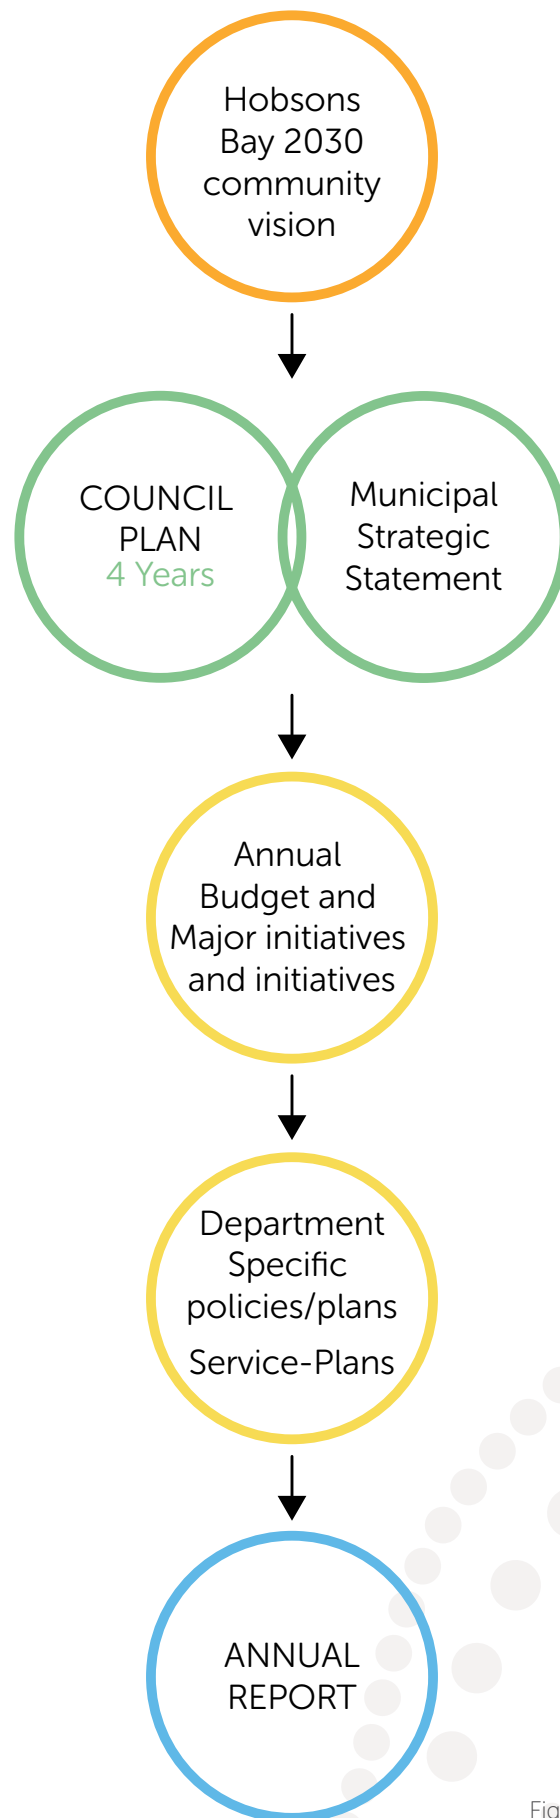 Hobsons
Bay 2030
community
vision
COUNCIL
PLAN
4 Years
Municipal
Strategic
Statement
Annual
Budget and
Major initiatives
and initiatives
Department
Specific
policies/plans
Service-Plans
ANNUAL
REPORT